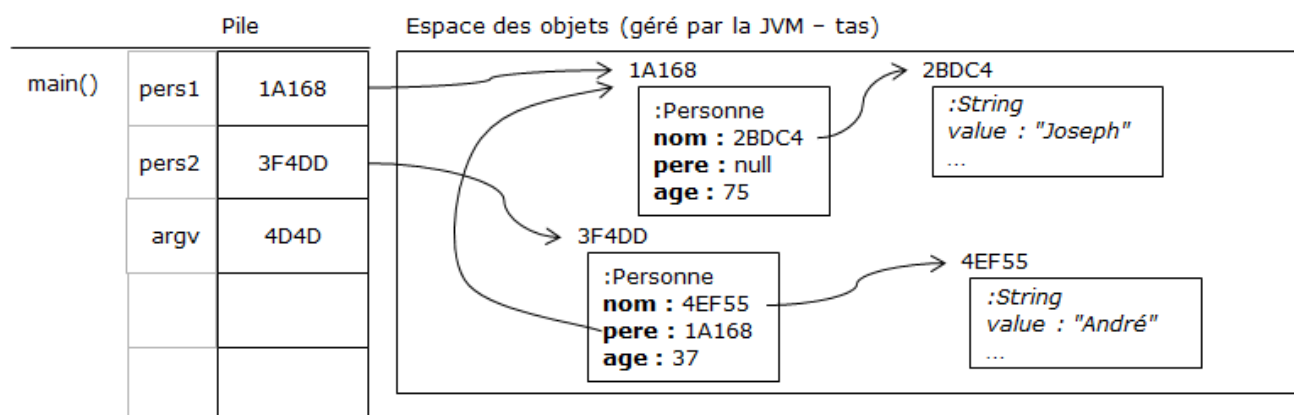 Pile
Espace des objets (géré par la JVM – tas)
main()
pers1
1A168
pers2
3F4DD
argv
4D4D
1A168
:Personne
nom : 2BDC4
pere : null
age : 75
2BDC4
:String
value : "Joseph"
...
3F4DD
:Personne
nom : 4EF55
pere : 1A168
age : 37
4EF55
:String
value : "André"
...